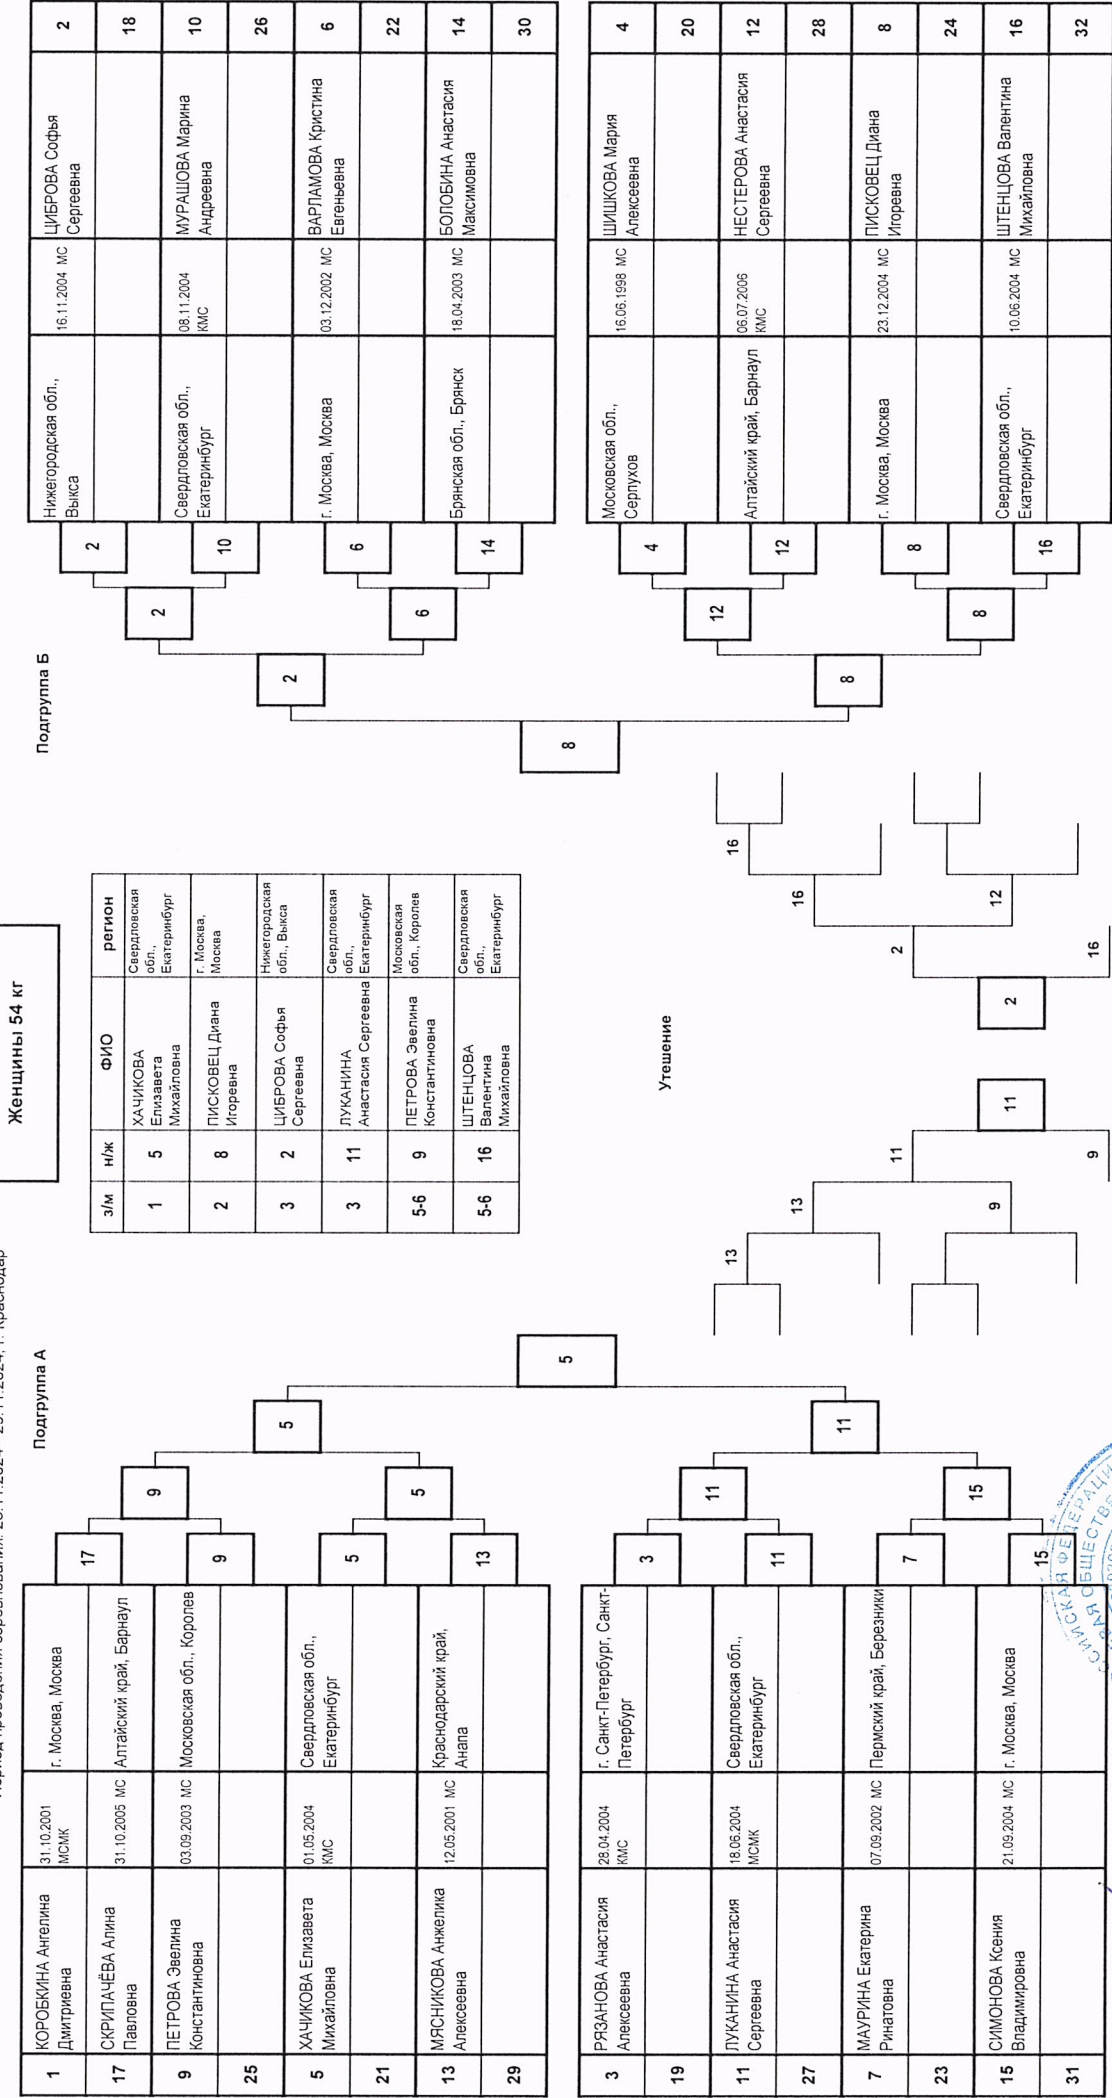 Женщины 54 кг
Подгруппа А
Подгруппа Б
1
КОРОБКИНА Ангелина
Дмитриевна
31.10.2001
МСМК
г. Москва, Москва
17
СКРИПАЧЁВА Алина
Павловна
31.10.2005 МС
Алтайский край, Барнаул
9
ПЕТРОВА Эвелина
Константиновна
03.09.2003 МС
Московская обл., Королев
25
5
ХАЧИКОВА Елизавета
Михайловна
01.05.2004
КМС
Свердловская обл.,
Екатеринбург
21
13
МЯСНИКОВА Анжелика
Алексеевна
12.05.2001 МС
Краснодарский край,
Анапа
29
3
РЯЗАНОВА Анастасия
Алексеевна
28.04.2004
КМС
г. Санкт-Петербург, Санкт-
Петербург
19
11
ЛУКАНИНА Анастасия
Сергеевна
18.06.2004
МСМК
Свердловская обл.,
Екатеринбург
27
7
МАУРИНА Екатерина
Ринатовна
07.09.2002 МС
Пермский край, Березники
23
15
СИМОНОВА Ксения
Владимировна
21.09.2004 МС
г. Москва, Москва
31
17
9
5
13
3
11
7
15
9
5
11
15
5
11
5
з/м н/ж ФИО регион
1 5
ХАЧИКОВА
Елизавета
Михайловна
Свердловская
обл.,
Екатеринбург
2 8
ПИСКОВЕЦ Диана
Игоревна
г. Москва,
Москва
3 2
ЦИБРОВА Софья
Сергеевна
Нижегородская
обл., Выкса
3 11
ЛУКАНИНА
Анастасия Сергеевна
Свердловская
обл.,
Екатеринбург
5-6 9
ПЕТРОВА Эвелина
Константиновна
Московская
обл., Королев
5-6 16
ШТЕНЦОВА
Валентина
Михайловна
Свердловская
обл.,
Екатеринбург
Утешение
13
13
9
11
9
11
2
16
2
16
12
16
8
2
8
2
6
12
8
2
10
6
14
4
12
8
16
Нижегородская обл.,
Выкса
16.11.2004 МС
ЦИБРОВА Софья
Сергеевна
2
18
Свердловская обл.,
Екатеринбург
08.11.2004
КМС
МУРАШОВА Марина
Андреевна
10
26
г. Москва, Москва
03.12.2002 МС
ВАРЛАМОВА Кристина
Евгеньевна
6
22
Брянская обл., Брянск
18.04.2003 МС
БОЛОБИНА Анастасия
Максимовна
14
30
Московская обл.,
Серпухов
16.06.1998 МС
ШИШКОВА Мария
Алексеевна
4
20
Алтайский край, Барнаул
06.07.2006
КМС
НЕСТЕРОВА Анастасия
Сергеевна
12
28
г. Москва, Москва
23.12.2004 МС
ПИСКОВЕЦ Диана
Игоревна
8
24
Свердловская обл.,
Екатеринбург
10.06.2004 МС
ШТЕНЦОВА Валентина
Михайловна
16
32